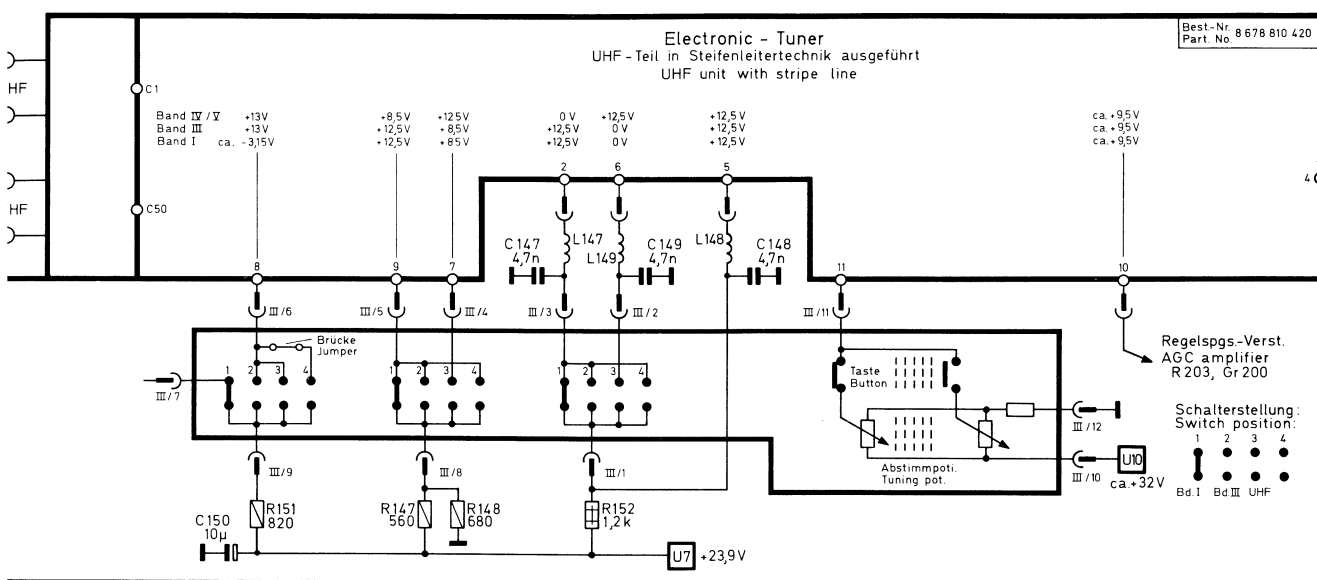 Electronic - Tuner
UHF - Teil in Steifenleitertechnik ausgeführt
UHF unit with stripe line
Best.-Nr. 8 678 810 420
Part. No.
HF
C1
Band IV / V +13V +8,5V +12 5V 0 V +12,5V +12,5V ca. +9,5V
Band III +13V +12,5V +8,5V +12,5V 0V +12,5V ca. +9,5V
Band I ca. -3,15V +12,5V +8 5V +12,5V 0V +12,5V ca. +9,5V
2 6 5
4
HF
C50
C147 4,7n
L147
L149
C149 4,7n
L148
C148 4,7n
8 9 7 11 10
III/6 III/5 III/4 III/3 III/2 III/11
Brücke
Jumper
Regelspgs.-Verst.
AGC amplifier
R 203, Gr 200
1 2 3 4 1 2 3 4 1 2 3 4
Taste
Button
III/7
III/12
Schalterstellung:
Switch position:
1 2 3 4
Bd. I Bd. III UHF
Abstimmpoti.
Tuning pot.
III/10
U10
ca.+32V
III/9 III/8 III/1
C150
10µ
R151
820
R147
560
R148
680
R152
1,2k
U7 +23,9V